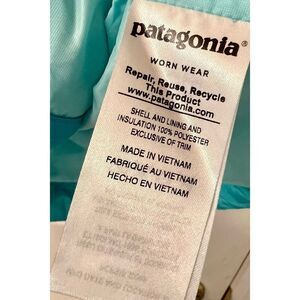 patagonia®
WORN WEAR
Repair, Reuse, Recycle
This Product
www.patagonia.com
SHELL AND LINING AND
INSULATION 100% POLYESTER
EXCLUSIVE OF TRIM
MADE IN VIETNAM
FABRIQUÉ AU VIETNAM
HECHO EN VIETNAM